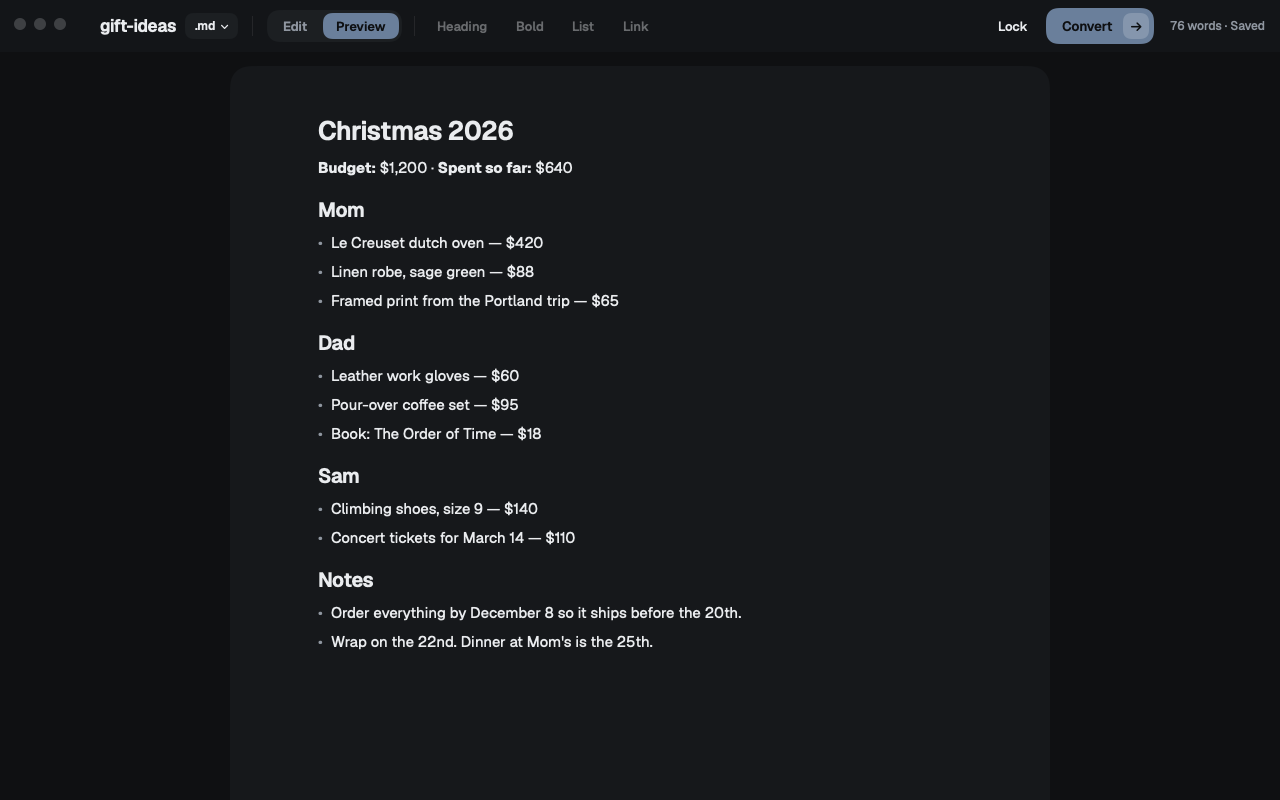 gift-ideas .md Edit Preview Heading Bold List Link Lock Convert → 76 words · Saved
Christmas 2026
Budget: $1,200 · Spent so far: $640
Mom
• Le Creuset dutch oven — $420
• Linen robe, sage green — $88
• Framed print from the Portland trip — $65
Dad
• Leather work gloves — $60
• Pour-over coffee set — $95
• Book: The Order of Time — $18
Sam
• Climbing shoes, size 9 — $140
• Concert tickets for March 14 — $110
Notes
• Order everything by December 8 so it ships before the 20th.
• Wrap on the 22nd. Dinner at Mom's is the 25th.